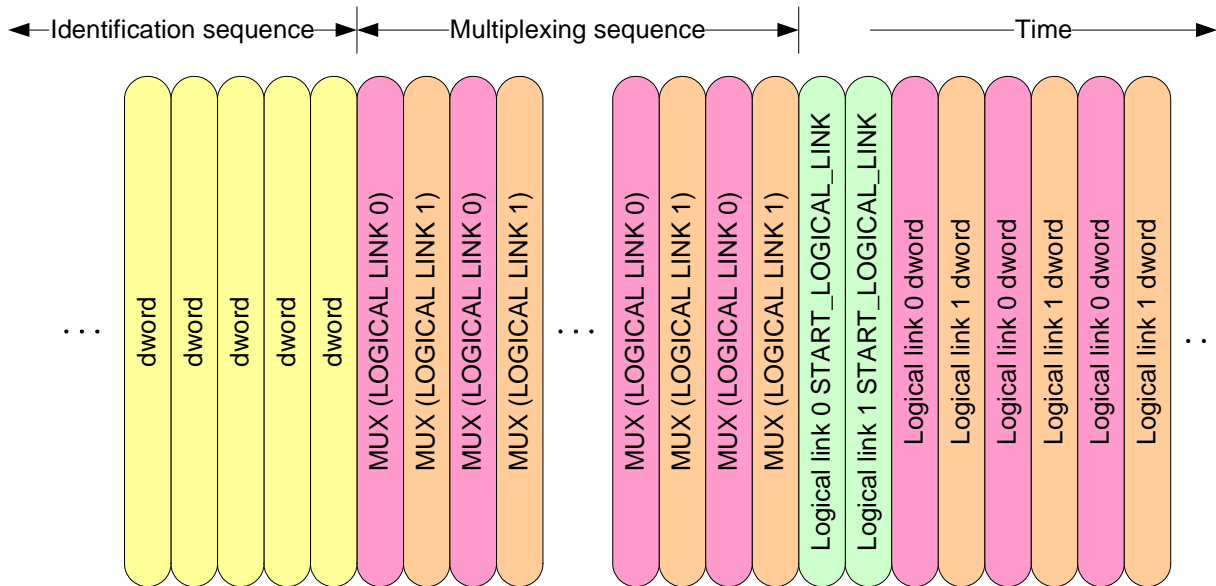 Identification sequence
Multiplexing sequence
Time
. . .
dword
dword
dword
dword
dword
MUX (LOGICAL LINK 0)
MUX (LOGICAL LINK 1)
MUX (LOGICAL LINK 0)
MUX (LOGICAL LINK 1)
. . .
MUX (LOGICAL LINK 0)
MUX (LOGICAL LINK 1)
MUX (LOGICAL LINK 0)
MUX (LOGICAL LINK 1)
Logical link 0 START_LOGICAL_LINK
Logical link 1 START_LOGICAL_LINK
Logical link 0 dword
Logical link 1 dword
Logical link 0 dword
Logical link 1 dword
Logical link 0 dword
Logical link 1 dword
. .